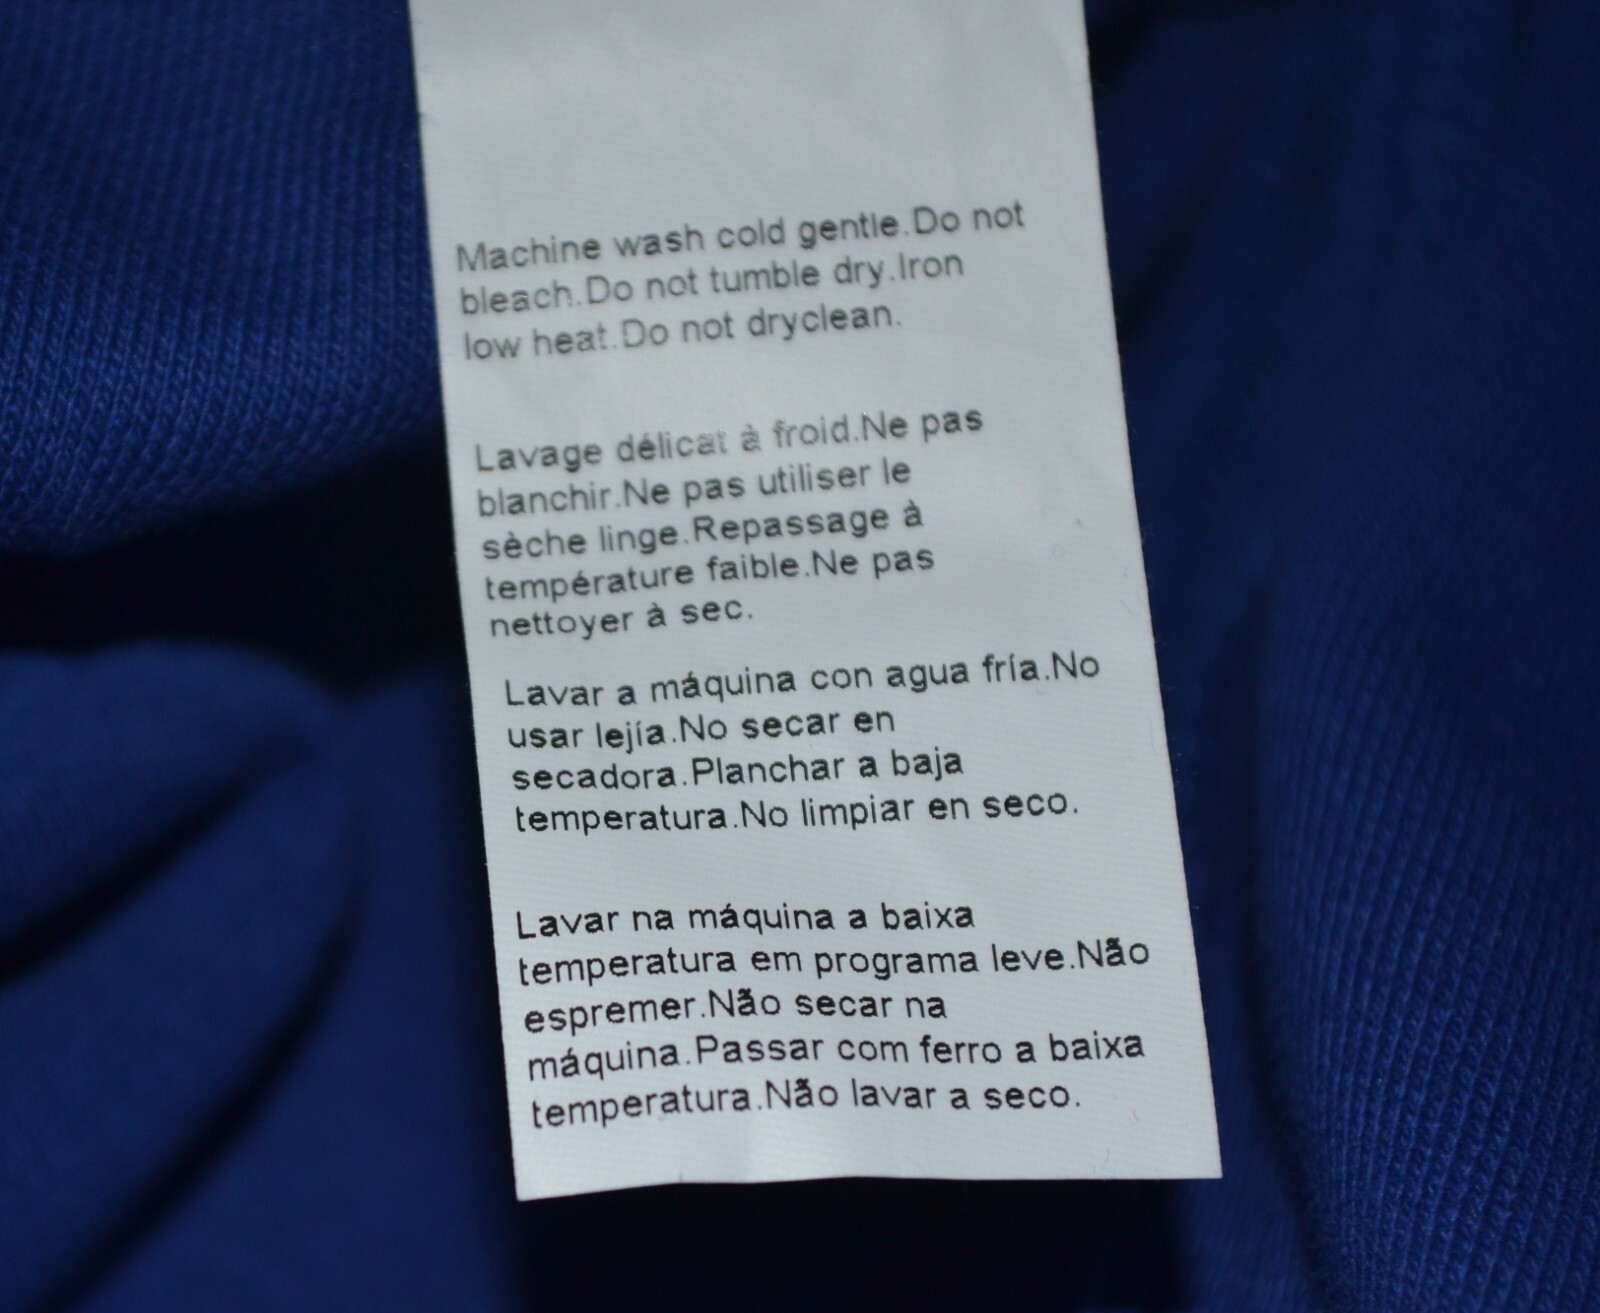 Machine wash cold gentle.Do not
bleach.Do not tumble dry.Iron
low heat.Do not dryclean.
Lavage délicat à froid.Ne pas
blanchir.Ne pas utiliser le
sèche linge.Repassage à
température faible.Ne pas
nettoyer à sec.
Lavar a máquina con agua fría.No
usar lejía.No secar en
secadora.Planchar a baja
temperatura.No limpiar en seco.
Lavar na máquina a baixa
temperatura em programa leve.Não
espremer.Não secar na
máquina.Passar com ferro a baixa
temperatura.Não lavar a seco.